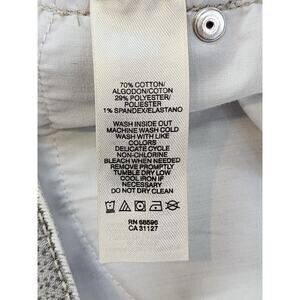 70% COTTON/
ALGODON/COTON
29% POLYESTER/
POLIESTER
1% SPANDEX/ELASTANO
WASH INSIDE OUT
MACHINE WASH COLD
WASH WITH LIKE
COLORS
DELICATE CYCLE
NON-CHLORINE
BLEACH WHEN NEEDED
REMOVE PROMPTLY
TUMBLE DRY LOW
COOL IRON IF
NECESSARY
DO NOT DRY CLEAN
RN 68596
CA 31127